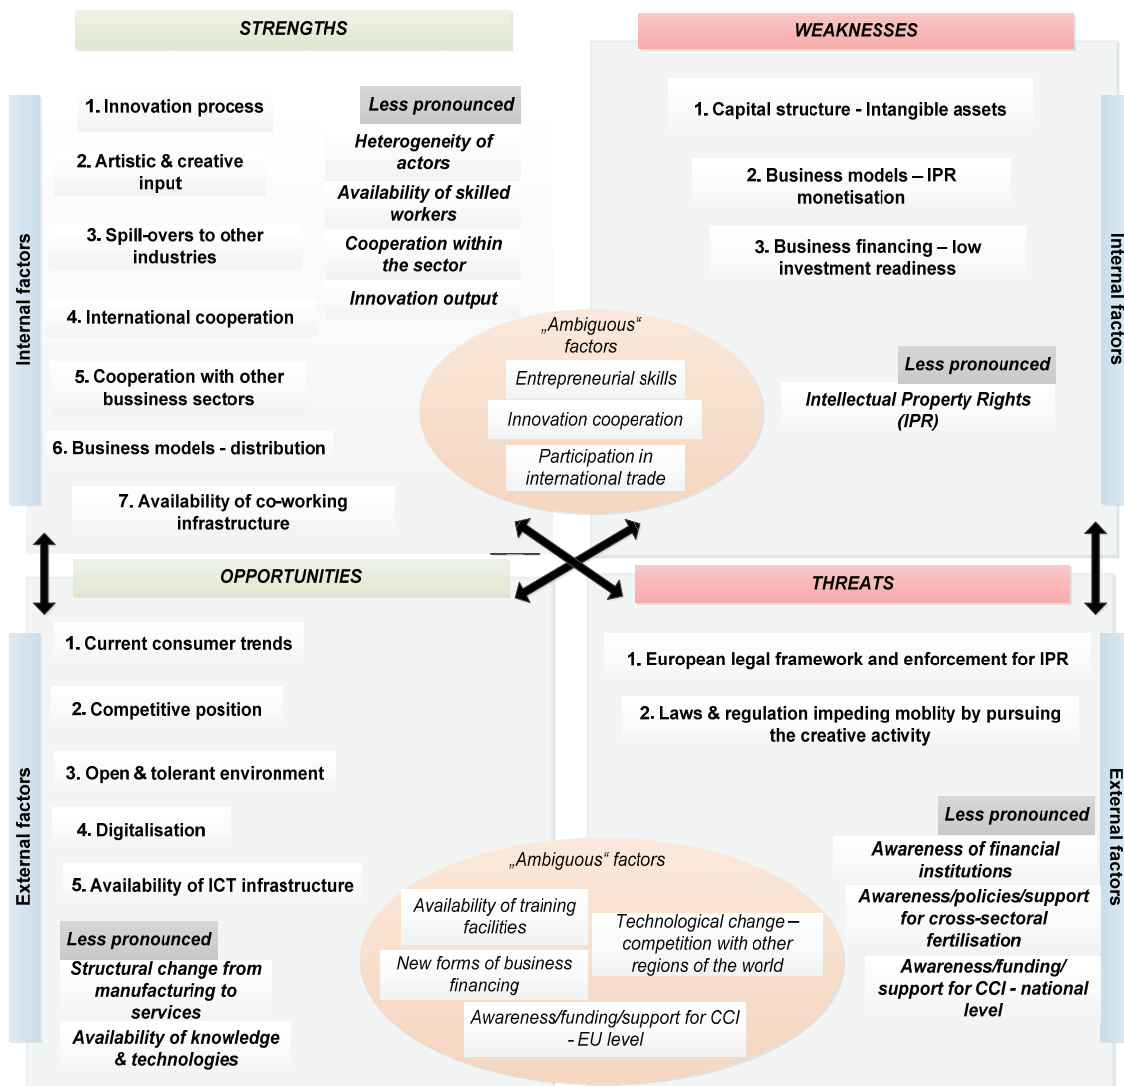 STRENGTHS
Internal factors
1. Innovation process
2. Artistic & creative
input
3. Spill-overs to other
industries
4. International cooperation
5. Cooperation with other
bussiness sectors
6. Business models - distribution
7. Availability of co-working
infrastructure
Less pronounced
Heterogeneity of
actors
Availability of skilled
workers
Cooperation within
the sector
Innovation output
„Ambiguous“
factors
Entrepreneurial skills
Innovation cooperation
Participation in
international trade
WEAKNESSES
1. Capital structure - Intangible assets
2. Business models – IPR
monetisation
3. Business financing – low
investment readiness
Less pronounced
Intellectual Property Rights
(IPR)
Internal factors
OPPORTUNITIES
External factors
1. Current consumer trends
2. Competitive position
3. Open & tolerant environment
4. Digitalisation
5. Availability of ICT infrastructure
Less pronounced
Structural change from
manufacturing to
services
Availability of knowledge
& technologies
„Ambiguous“ factors
Availability of training
facilities
New forms of business
financing
Technological change –
competition with other
regions of the world
Awareness/funding/support for CCI
- EU level
THREATS
1. European legal framework and enforcement for IPR
2. Laws & regulation impeding moblity by pursuing
the creative activity
Less pronounced
Awareness of financial
institutions
Awareness/policies/support
for cross-sectoral
fertilisation
Awareness/funding/
support for CCI - national
level
External factors